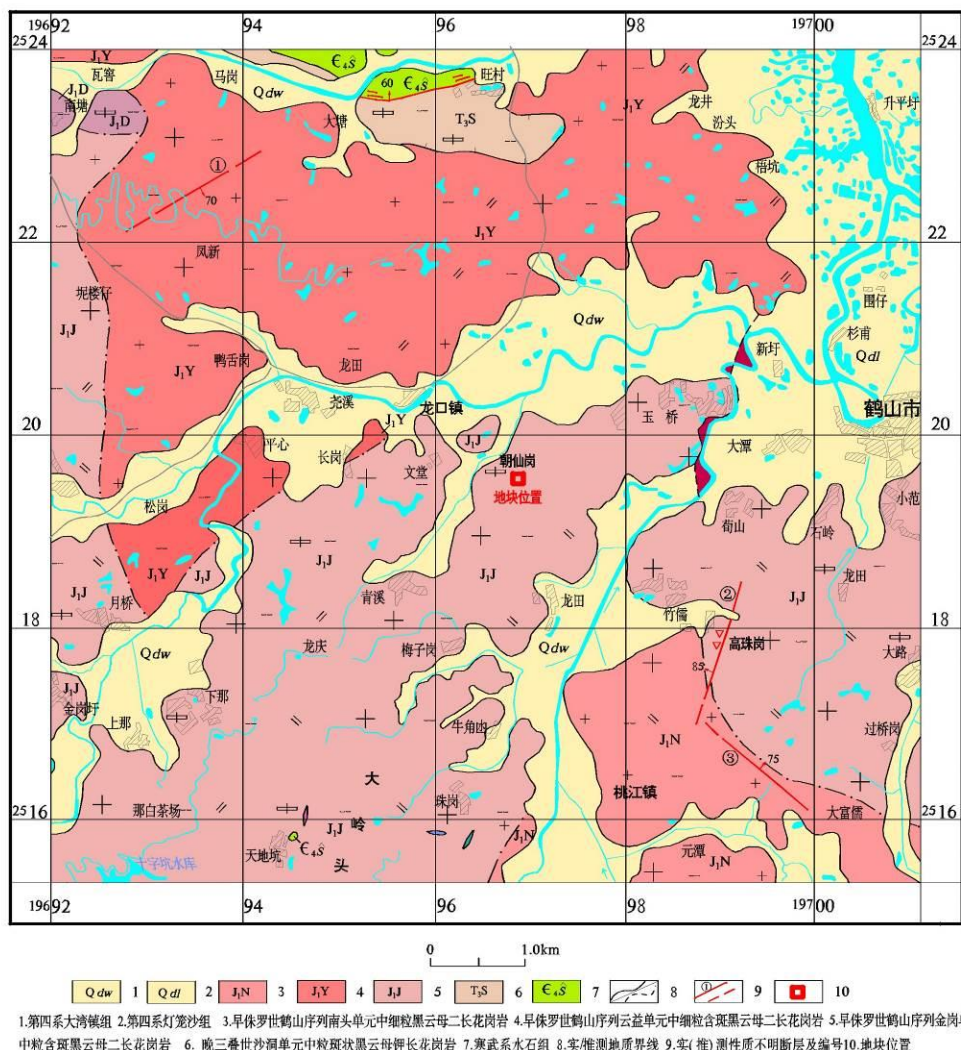 19692 94 96 98 19700
2524 2524
J₁Y 马岗 Є₄Ŝ 旺村
瓦窖 Qdw 60 Є₄Ŝ J₁Y 龙井 升平圩
J₁D 南塘 J₁D 大塘 T₃S 汾头
① 梧坑
70
22 凤新 J₁Y 22
坭楼仔 围仔
J₁J Qdw 新圩 杉甫
Qdl
鸭舌岗 龙田
J₁Y 尧溪 龙口镇 玉桥 鹤山市
20 J₁Y 20
平心 长岗 J₁J 大潭
文堂 朝仙岗
地块位置 小范
松岗 荀山 石岭
J₁J J₁Y J₁J J₁J J₁J ② 龙田
月桥 青溪 龙田 竹儒 J₁J
18 18
Qdw 龙庆 梅子岗 Qdw 高珠岗 大路
85
J₁J 金岗圩 下那
上那 牛角凼 J₁N 过桥岗
③ 75
大 珠岗 桃江镇
2516 那白茶场 岭 大富儒 2516
J₁J J₁N 元潭
天地坑 Є₄Ŝ 头 J₁N
十字坑水库
19692 94 96 98 19700
0 1.0km
Qdw 1 Qdl 2 J₁N 3 J₁Y 4 J₁J 5 T₃S 6 Є₄Ŝ 7 8 ① 9 10
1.第四系大湾镇组 2.第四系灯笼沙组 3.早侏罗世鹤山序列南头单元中细粒黑云母二长花岗岩 4.早侏罗世鹤山序列云益单元中细粒含斑黑云母二长花岗岩 5.早侏罗世鹤山序列金岗单
中粒含斑黑云母二长花岗岩 6. 晚三叠世沙洞单元中粒斑状黑云母钾长花岗岩 7.寒武系水石组 8.实/推测地质界线 9.实(推)测性质不明断层及编号10.地块位置